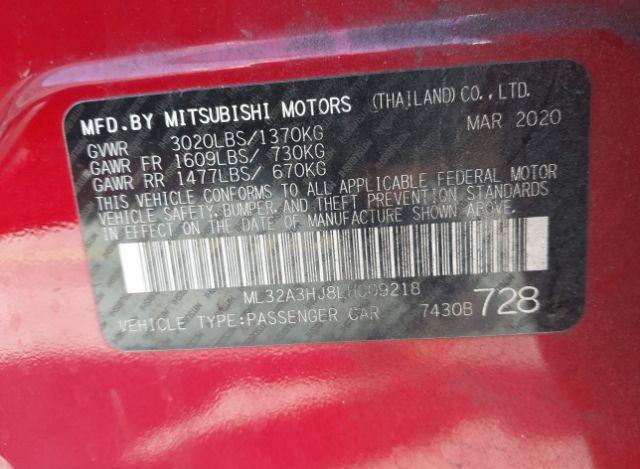 MFD.BY MITSUBISHI MOTORS (THAILAND) CO., LTD.
MAR 2020
GVWR 3020LBS/1370KG
GAWR FR 1609LBS/ 730KG
GAWR RR 1477LBS/ 670KG
THIS VEHICLE CONFORMS TO ALL APPLICABLE FEDERAL MOTOR
VEHICLE SAFETY, BUMPER, AND THEFT PREVENTION STANDARDS
IN EFFECT ON THE DATE OF MANUFACTURE SHOWN ABOVE.
ML32A3HJ8LHC09218
VEHICLE TYPE:PASSENGER CAR 7430B 728